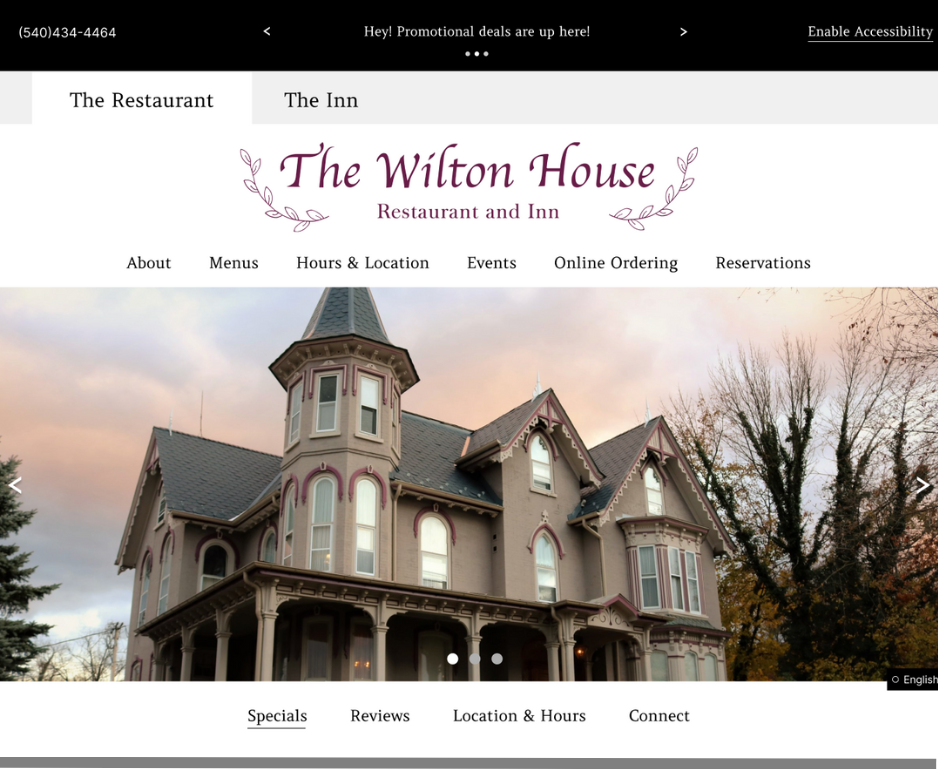 (540)434-4464
< Hey! Promotional deals are up here! >
Enable Accessibility
The Restaurant The Inn
The Wilton House
Restaurant and Inn
About Menus Hours & Location Events Online Ordering Reservations
< >
English
Specials Reviews Location & Hours Connect